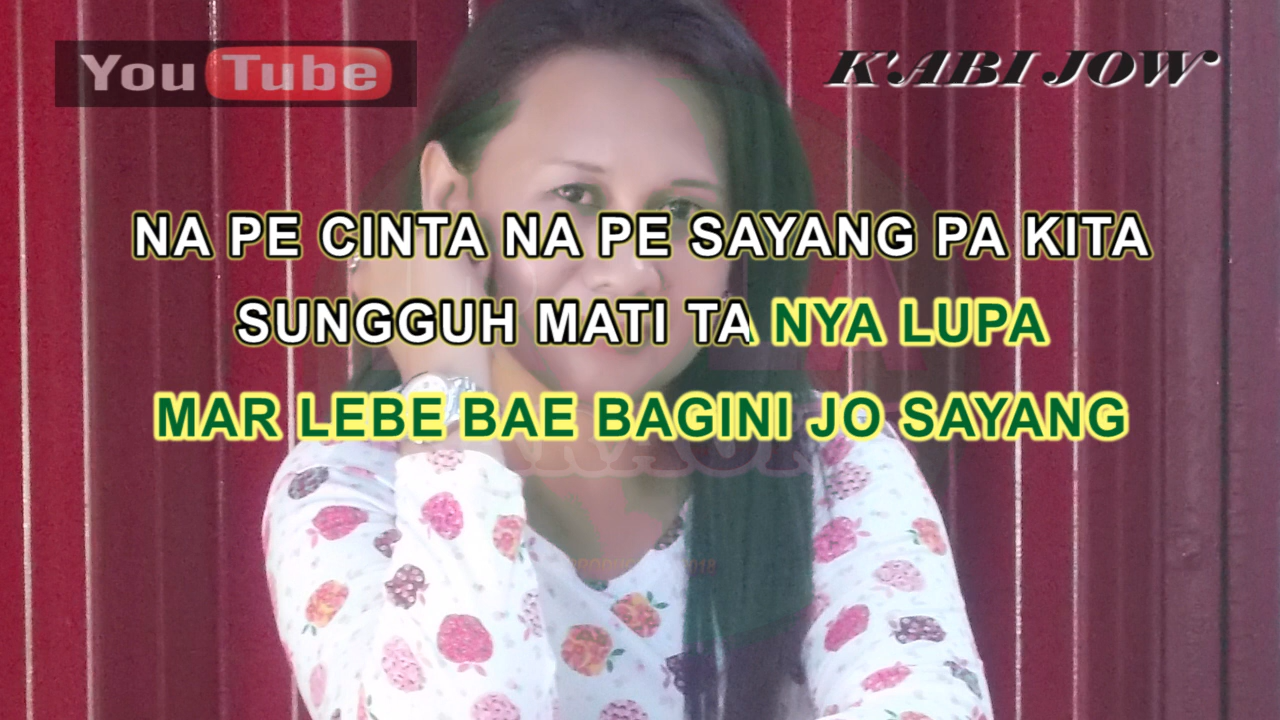 YouTube
K'ABI JOW
NA PE CINTA NA PE SAYANG PA KITA
SUNGGUH MATI TA NYA LUPA
MAR LEBE BAE BAGINI JO SAYANG